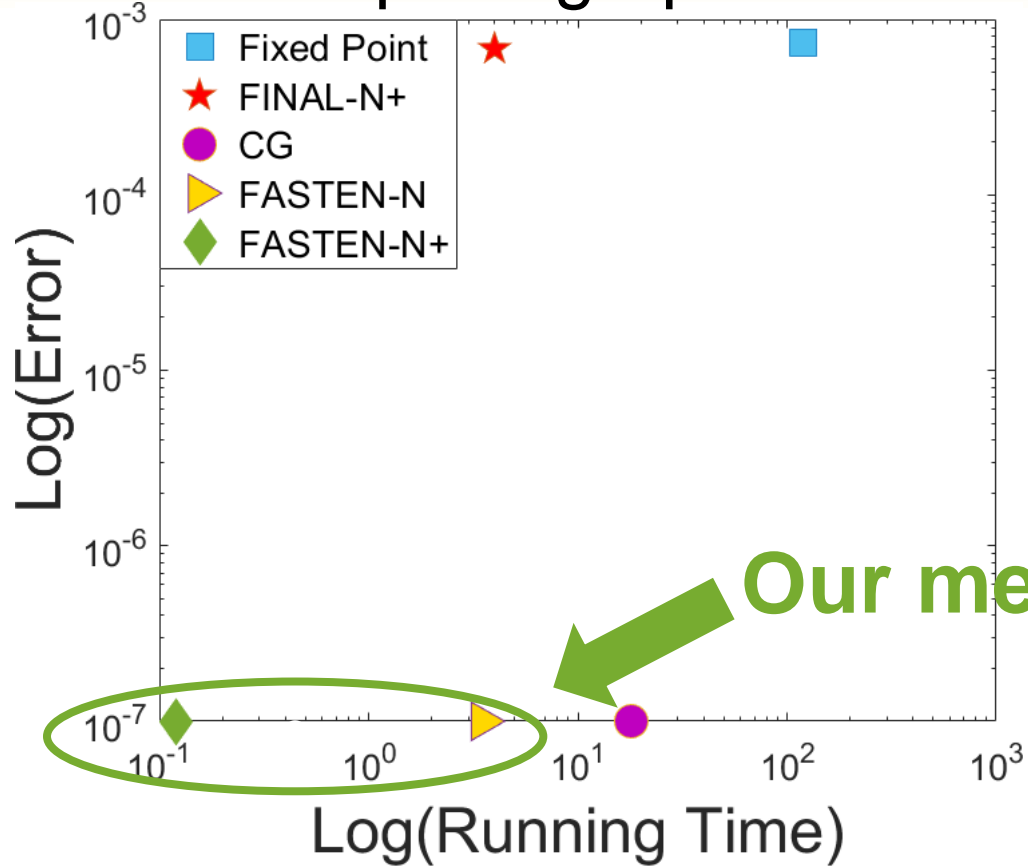 10^-3
Fixed Point
FINAL-N+
CG
FASTEN-N
FASTEN-N+
10^-4
10^-5
10^-6
10^-7
Log(Error)
Our me
10^-1 10^0 10^1 10^2 10^3
Log(Running Time)